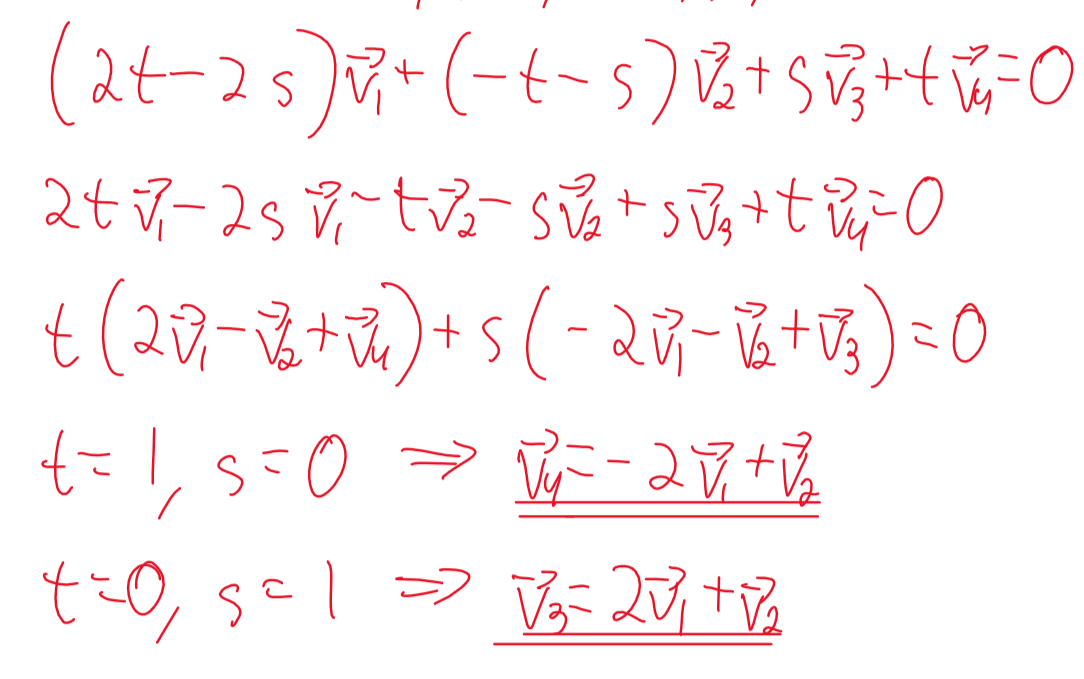 (2t-2s)v⃗₁+(-t-s)v⃗₂+sv⃗₃+tv⃗₄=0
2tv⃗₁-2sv⃗₁-tv⃗₂-sv⃗₂+sv⃗₃+tv⃗₄=0
t(2v⃗₁-v⃗₂+v⃗₄)+s(-2v⃗₁-v⃗₂+v⃗₃)=0
t=1, s=0 ⇒ v⃗₄=-2v⃗₁+v⃗₂
t=0, s=1 ⇒ v⃗₃=2v⃗₁+v⃗₂